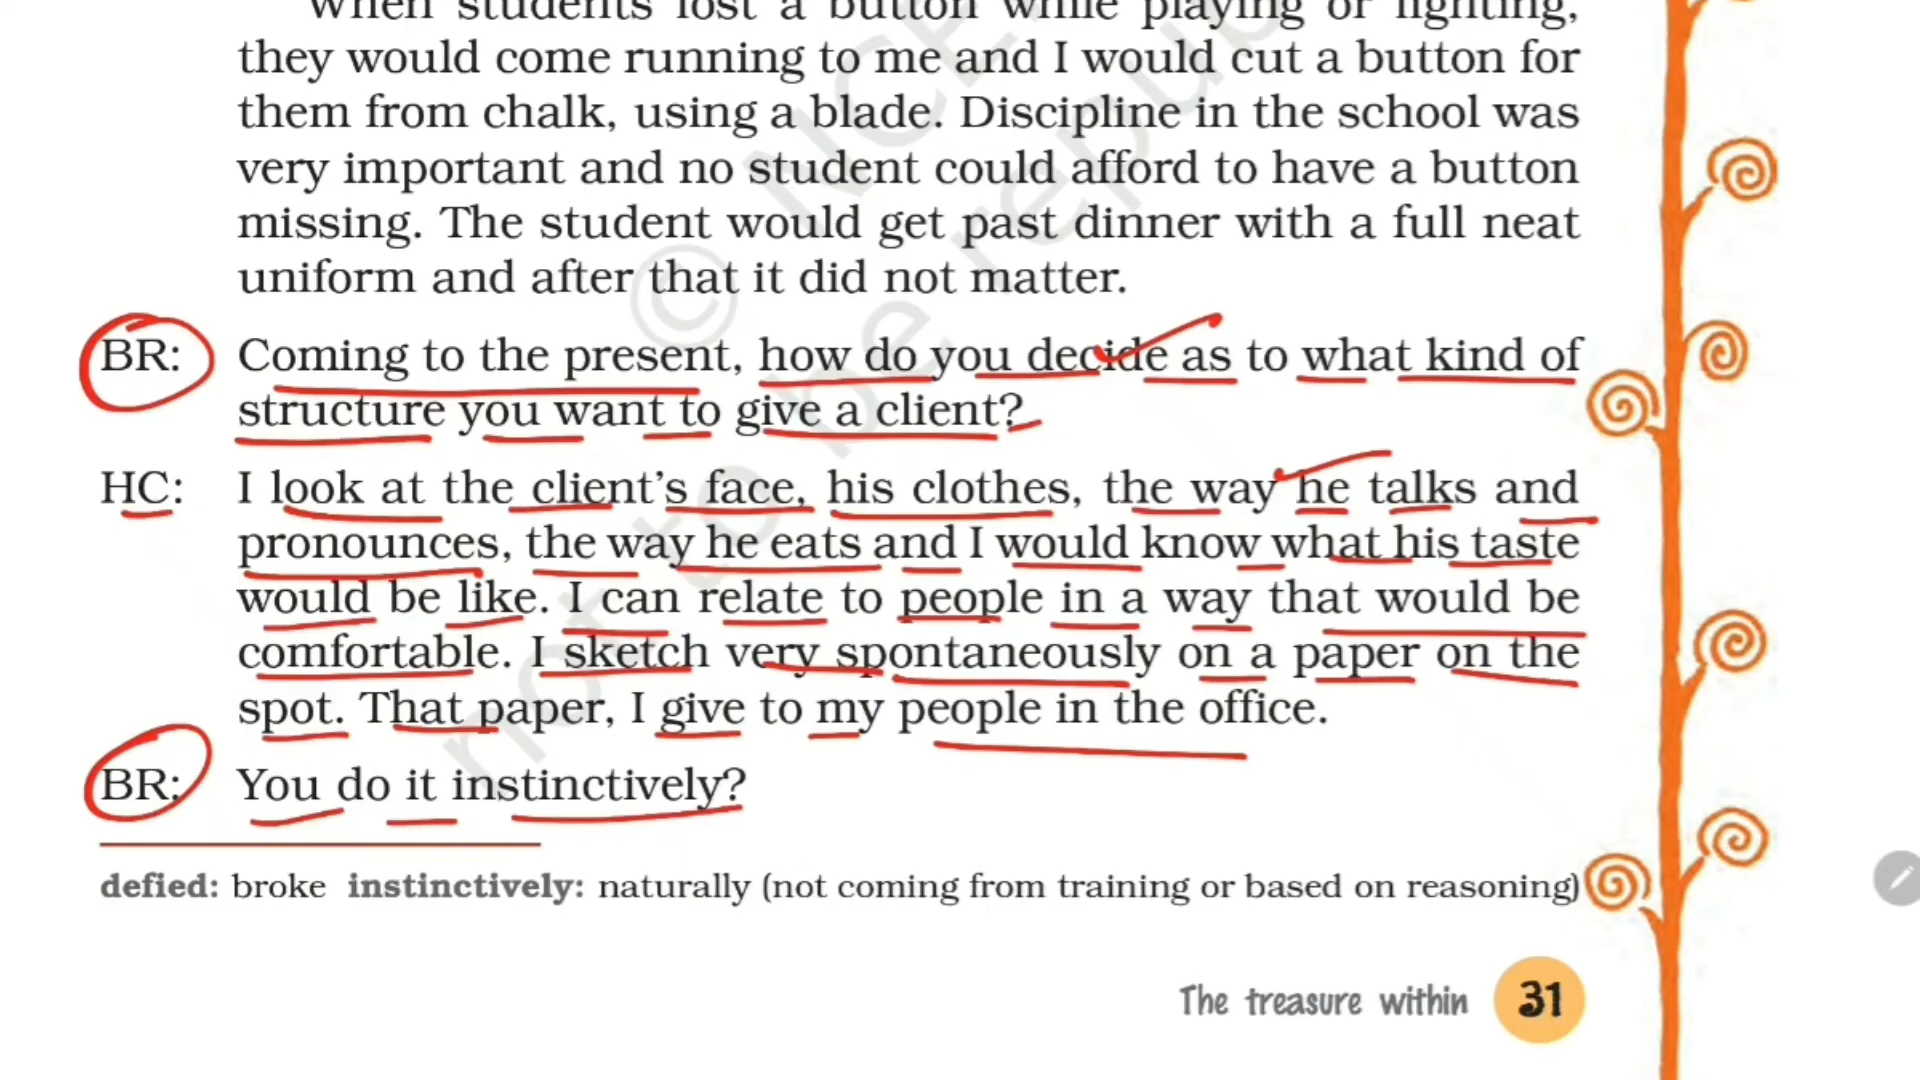 When students lost a button while playing or fighting,
they would come running to me and I would cut a button for
them from chalk, using a blade. Discipline in the school was
very important and no student could afford to have a button
missing. The student would get past dinner with a full neat
uniform and after that it did not matter.
BR: Coming to the present, how do you decide as to what kind of
structure you want to give a client?
HC: I look at the client's face, his clothes, the way he talks and
pronounces, the way he eats and I would know what his taste
would be like. I can relate to people in a way that would be
comfortable. I sketch very spontaneously on a paper on the
spot. That paper, I give to my people in the office.
BR: You do it instinctively?
defied: broke instinctively: naturally (not coming from training or based on reasoning)
The treasure within 31
© NCE
not to be repub